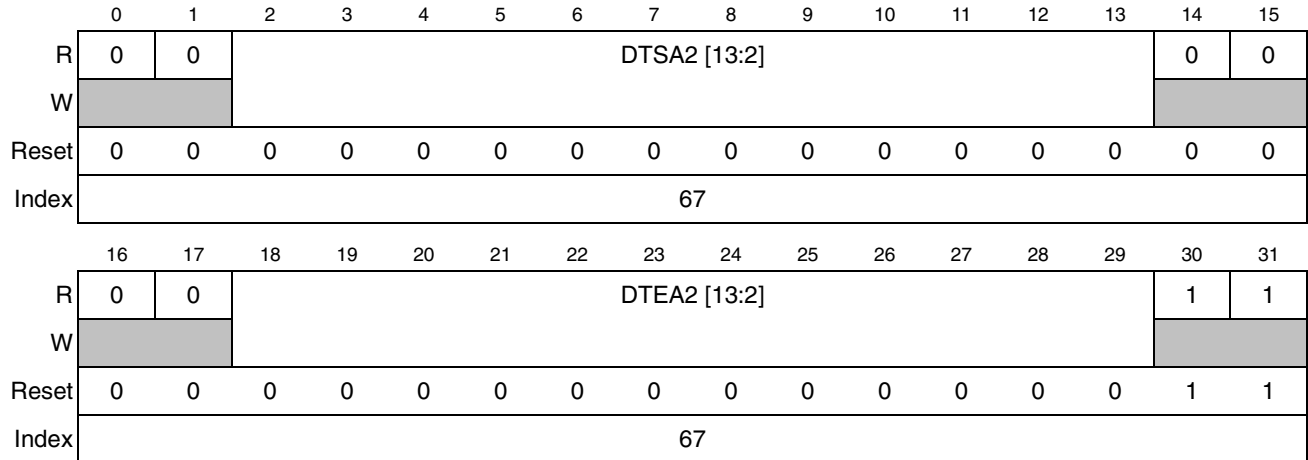 0 1 2 3 4 5 6 7 8 9 10 11 12 13 14 15
R 0 0 DTSA2 [13:2] 0 0
W
Reset 0 0 0 0 0 0 0 0 0 0 0 0 0 0 0 0
Index 67
16 17 18 19 20 21 22 23 24 25 26 27 28 29 30 31
R 0 0 DTEA2 [13:2] 1 1
W
Reset 0 0 0 0 0 0 0 0 0 0 0 0 0 0 1 1
Index 67